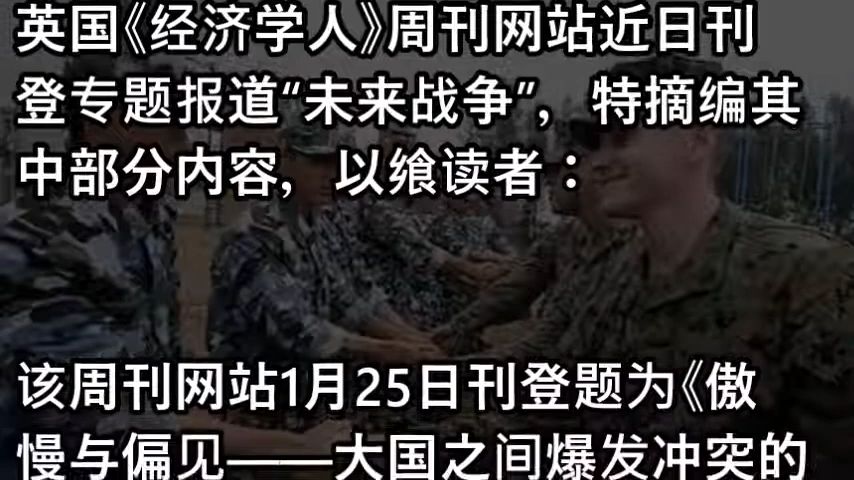 英国《经济学人》周刊网站近日刊
登专题报道“未来战争”，特摘编其
中部分内容，以飨读者：
该周刊网站1月25日刊登题为《傲
慢与偏见——大国之间爆发冲突的